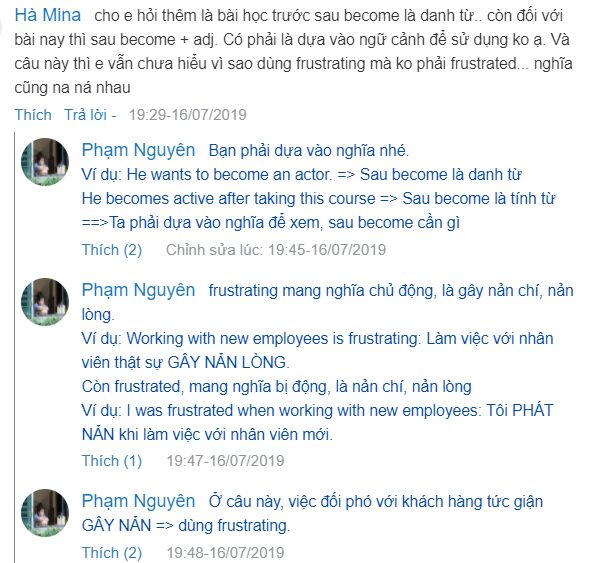 Hà Mina cho e hỏi thêm là bài học trước sau become là danh từ.. còn đối với
bài nay thì sau become + adj. Có phải là dựa vào ngữ cảnh để sử dụng ko ạ. Và
câu này thì e vẫn chưa hiểu vì sao dùng frustrating mà ko phải frustrated... nghĩa
cũng na ná nhau
Thích Trả lời - 19:29-16/07/2019
Phạm Nguyên Bạn phải dựa vào nghĩa nhé.
Ví dụ: He wants to become an actor. => Sau become là danh từ
He becomes active after taking this course => Sau become là tính từ
==>Ta phải dựa vào nghĩa để xem, sau become cần gì
Thích (2) Chỉnh sửa lúc: 19:45-16/07/2019
Phạm Nguyên frustrating mang nghĩa chủ động, là gây nản chí, nản
lòng.
Ví dụ: Working with new employees is frustrating: Làm việc với nhân
viên thật sự GÂY NẢN LÒNG.
Còn frustrated, mang nghĩa bị động, là nản chí, nản lòng
Ví dụ: I was frustrated when working with new employees: Tôi PHÁT
NẢN khi làm việc với nhân viên mới.
Thích (1) 19:47-16/07/2019
Phạm Nguyên Ở câu này, việc đối phó với khách hàng tức giận
GÂY NẢN => dùng frustrating.
Thích (2) 19:48-16/07/2019